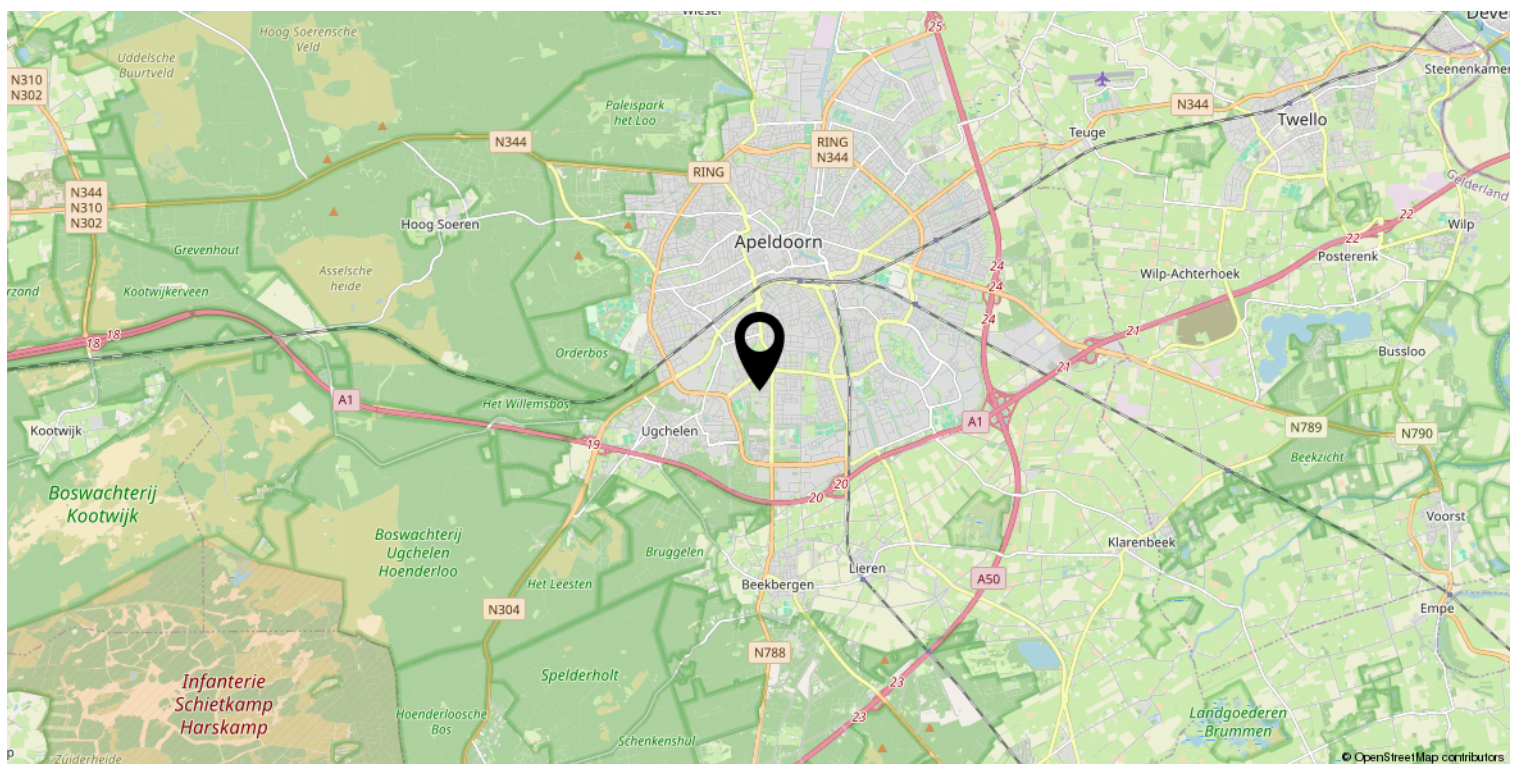 Wiesel
Deve
25
Hoog Soerensche
Veld
Uddelsche
Buurtveld
N310
N302
Paleispark
het Loo
Steenenkamer
N344
Twello
Teuge
N344
RING
N344
RING
N344
N310
N302
Gelderland
22
Hoog Soeren
Wilp
Grevenhout
Apeldoorn
22
Posterenk
24
Asselsche
heide
Wilp-Achterhoek
rzand
Kootwijkerveen
24
24
18
18
21
Orderbos
Bussloo
21
A1
Het Willemsbos
A1
N789
N790
Kootwijk
Ugchelen
19
Beekzicht
20
20
Boswachterij
Kootwijk
Voorst
Boswachterij
Ugchelen
Hoenderloo
Klarenbeek
Bruggelen
Lieren
A50
Het Leesten
Beekbergen
N304
Empe
N788
Spelderholt
Infanterie
Schietkamp
Harskamp
23
Hoenderloosche
Bos
23
Landgoederen
Brummen
Schenkenshul
p
Zuiderheide
© OpenStreetMap contributors